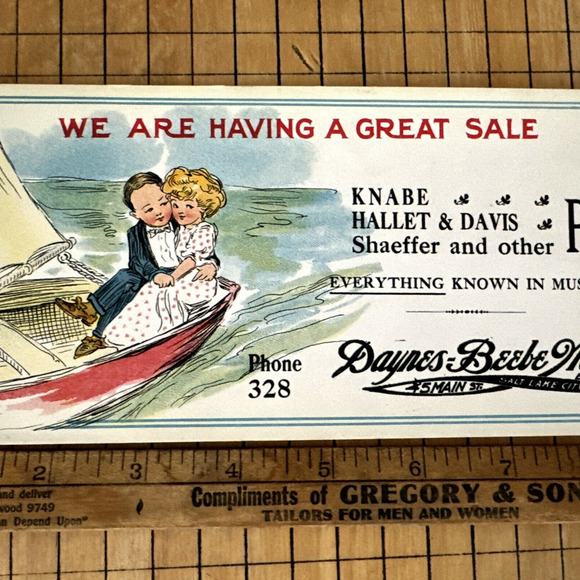 WE ARE HAVING A GREAT SALE
KNABE
HALLET & DAVIS
Shaeffer and other P
EVERYTHING KNOWN IN MUS
Phone
328
Daynes=Beebe M
45 MAIN ST. SALT LAKE CIT
2 3 4 5 6 7
and deliver
wood 9749
an Depend Upon"
Compliments of GREGORY & SON
TAILORS FOR MEN AND WOMEN